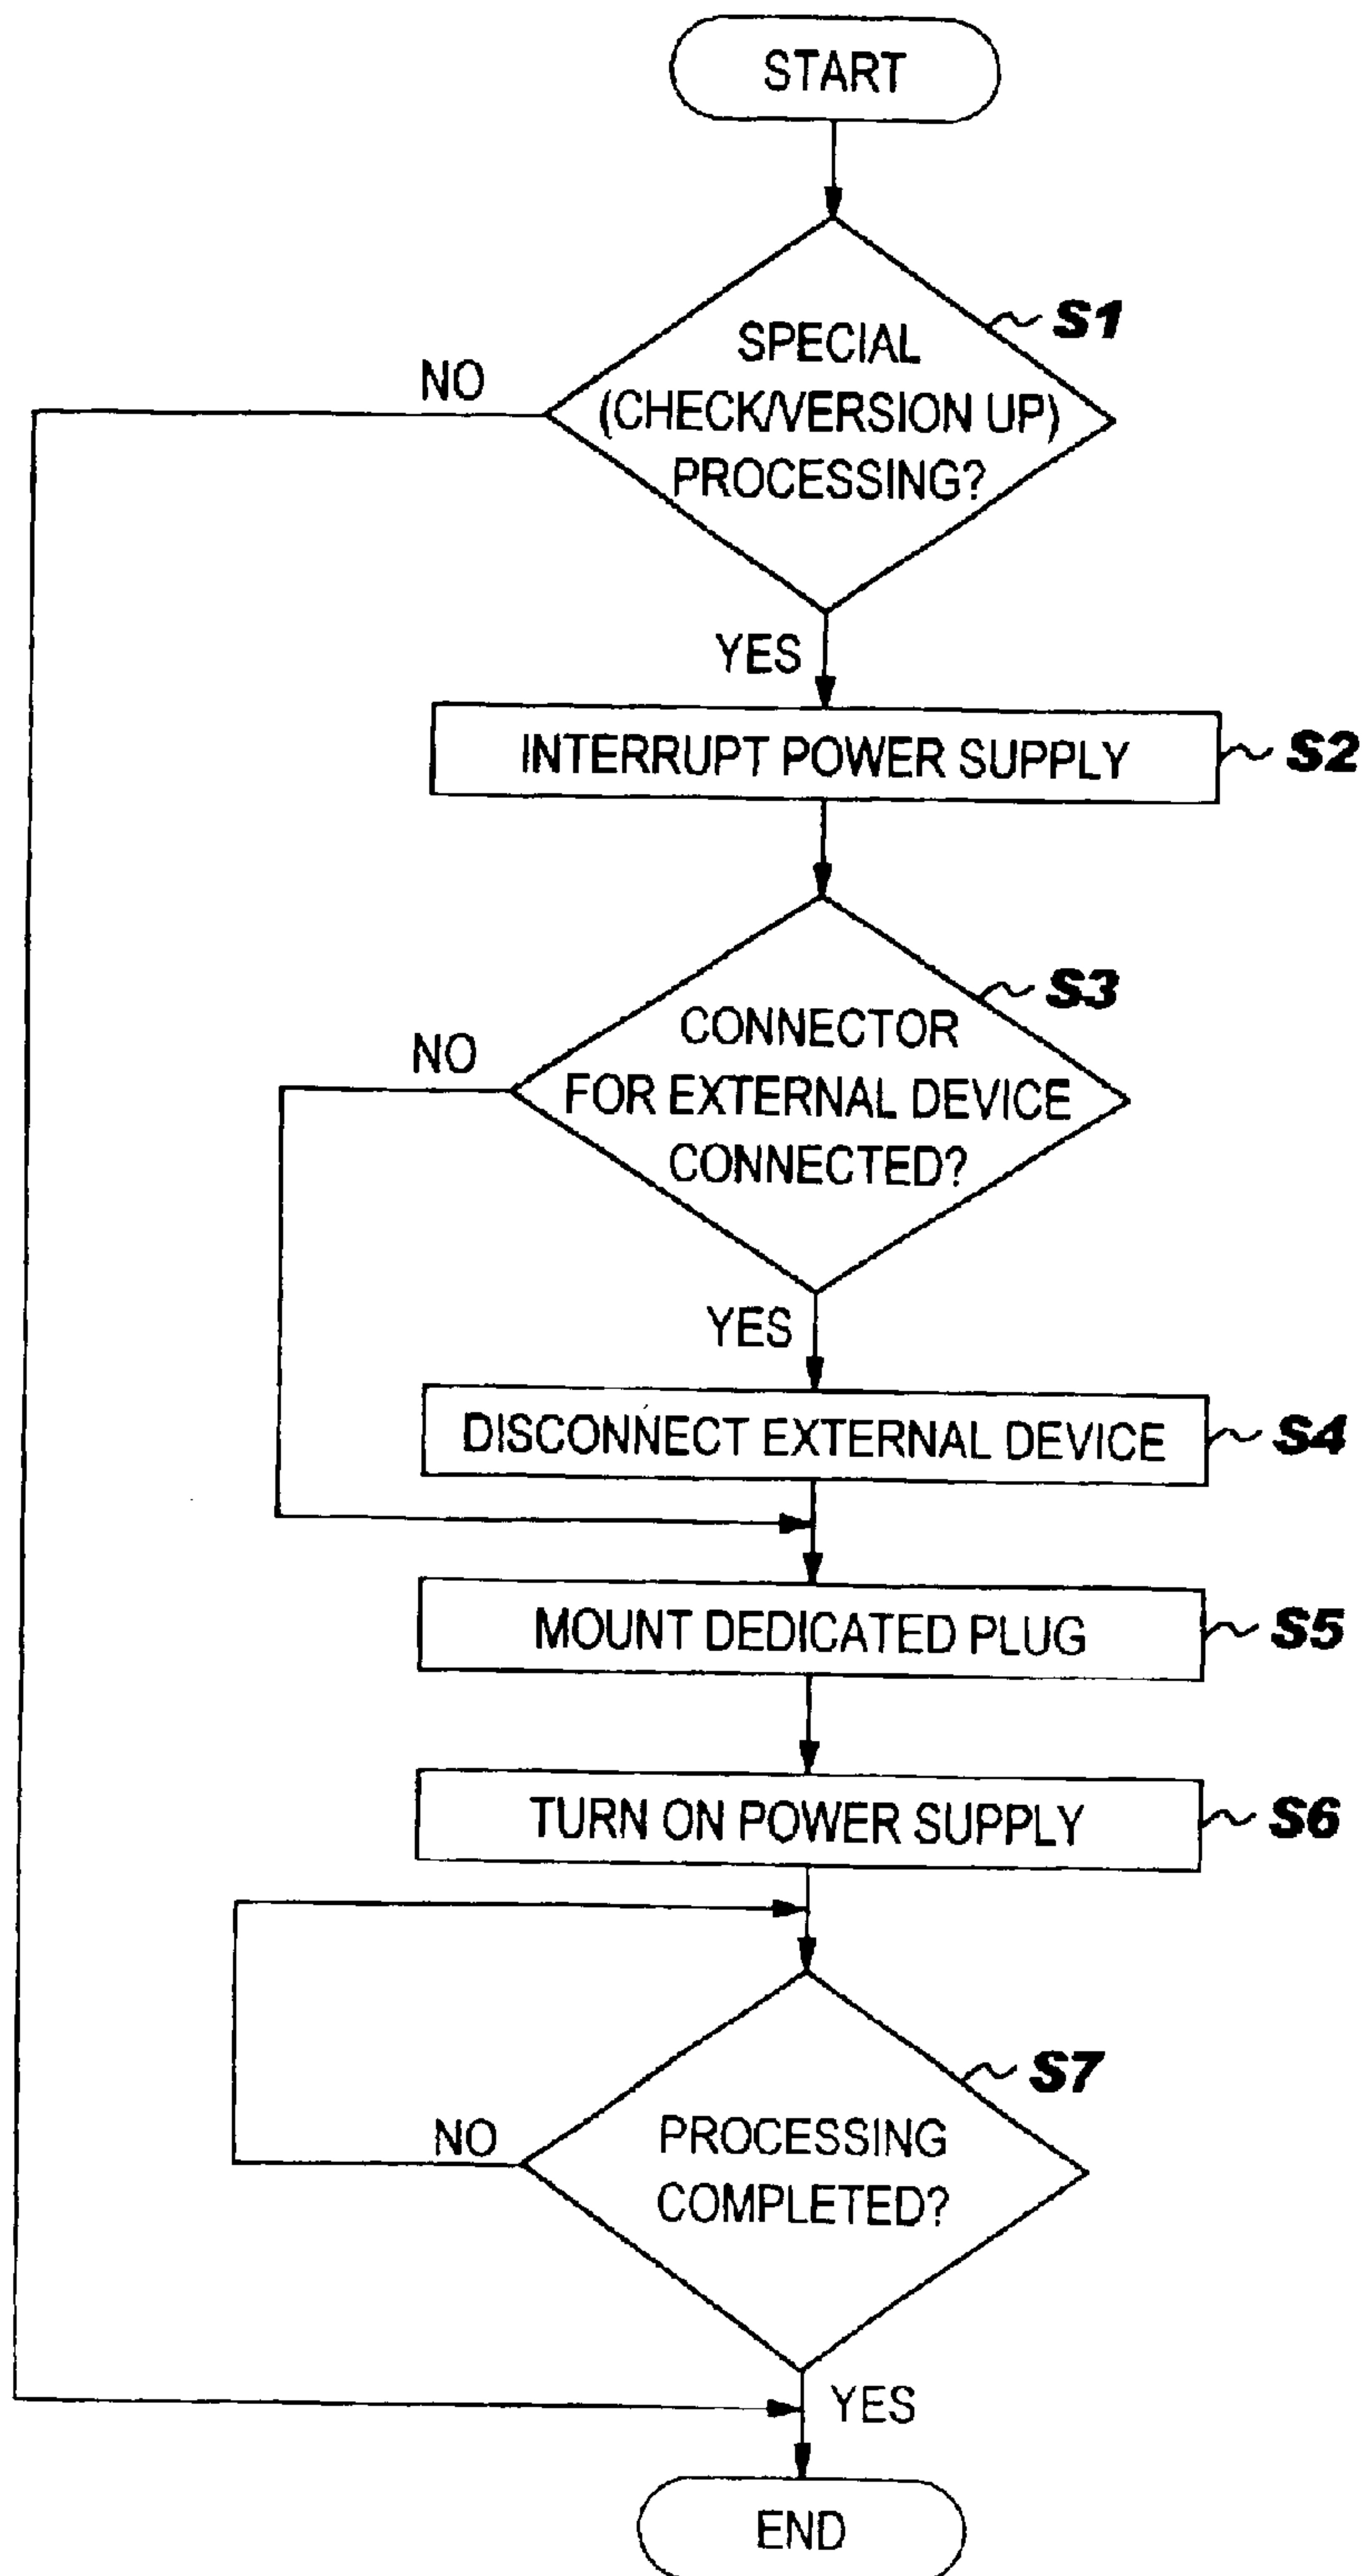 START
S1
SPECIAL
(CHECK/VERSION UP)
PROCESSING?
NO
YES
INTERRUPT POWER SUPPLY
S2
S3
CONNECTOR
FOR EXTERNAL DEVICE
CONNECTED?
NO
YES
DISCONNECT EXTERNAL DEVICE
S4
MOUNT DEDICATED PLUG
S5
TURN ON POWER SUPPLY
S6
S7
PROCESSING
COMPLETED?
NO
YES
END